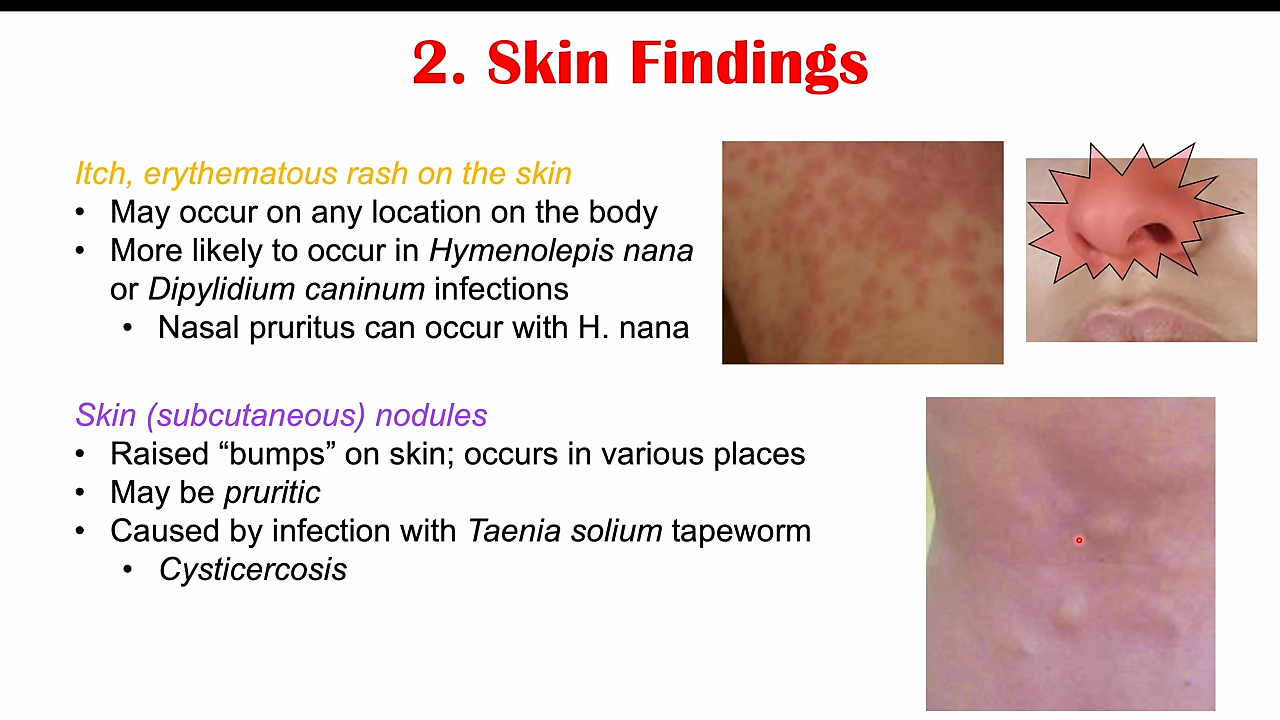 2. Skin Findings
Itch, erythematous rash on the skin
• May occur on any location on the body
• More likely to occur in Hymenolepis nana
or Dipylidium caninum infections
• Nasal pruritus can occur with H. nana
Skin (subcutaneous) nodules
• Raised “bumps” on skin; occurs in various places
• May be pruritic
• Caused by infection with Taenia solium tapeworm
• Cysticercosis